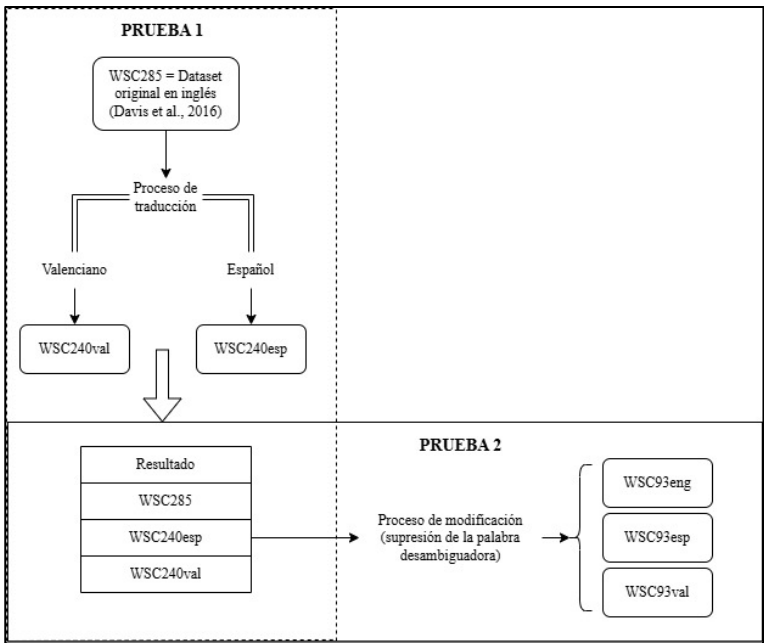 PRUEBA 1
WSC285 = Dataset
original en inglés
(Davis et al., 2016)
Proceso de
traducción
Valenciano
Español
WSC240val
WSC240esp
Resultado
WSC285
WSC240esp
WSC240val
PRUEBA 2
Proceso de modificación
(supresión de la palabra
desambiguadora)
WSC93eng
WSC93esp
WSC93val